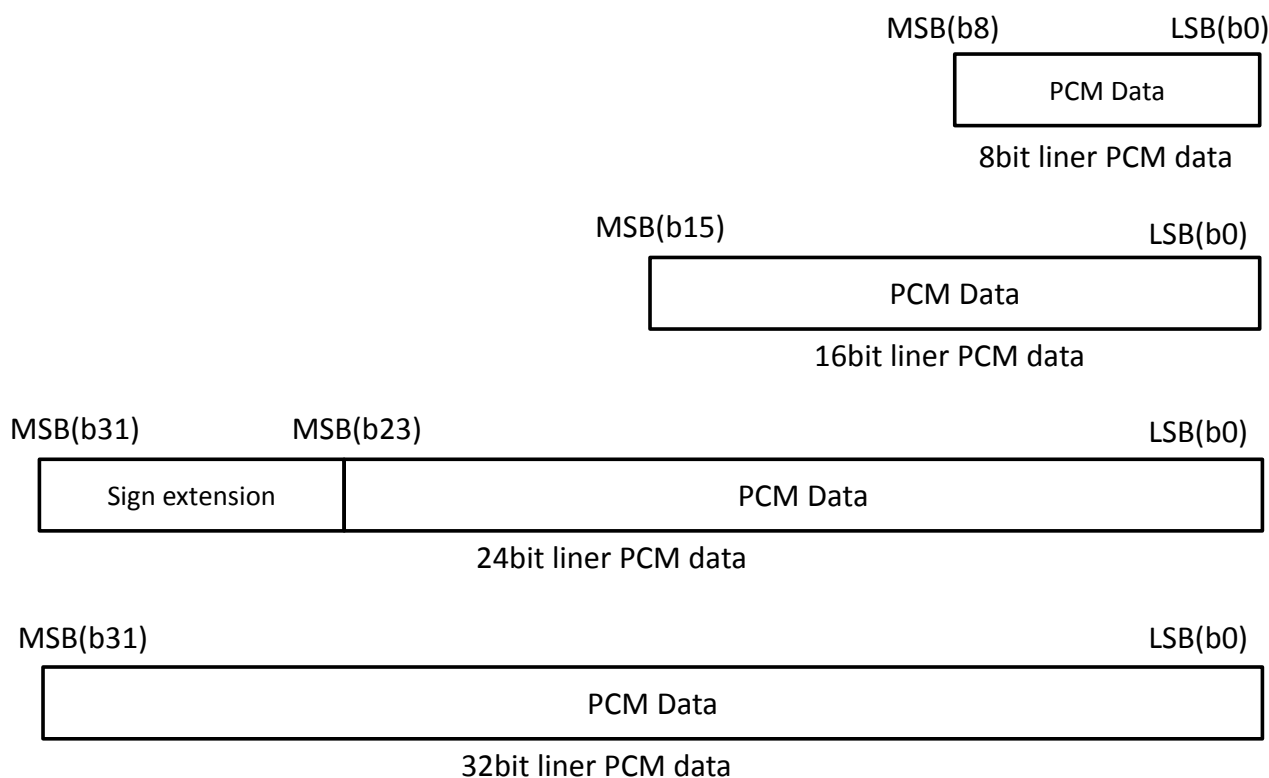 MSB(b8) LSB(b0)
PCM Data
8bit liner PCM data
MSB(b15) LSB(b0)
PCM Data
16bit liner PCM data
MSB(b31) MSB(b23) LSB(b0)
Sign extension PCM Data
24bit liner PCM data
MSB(b31) LSB(b0)
PCM Data
32bit liner PCM data